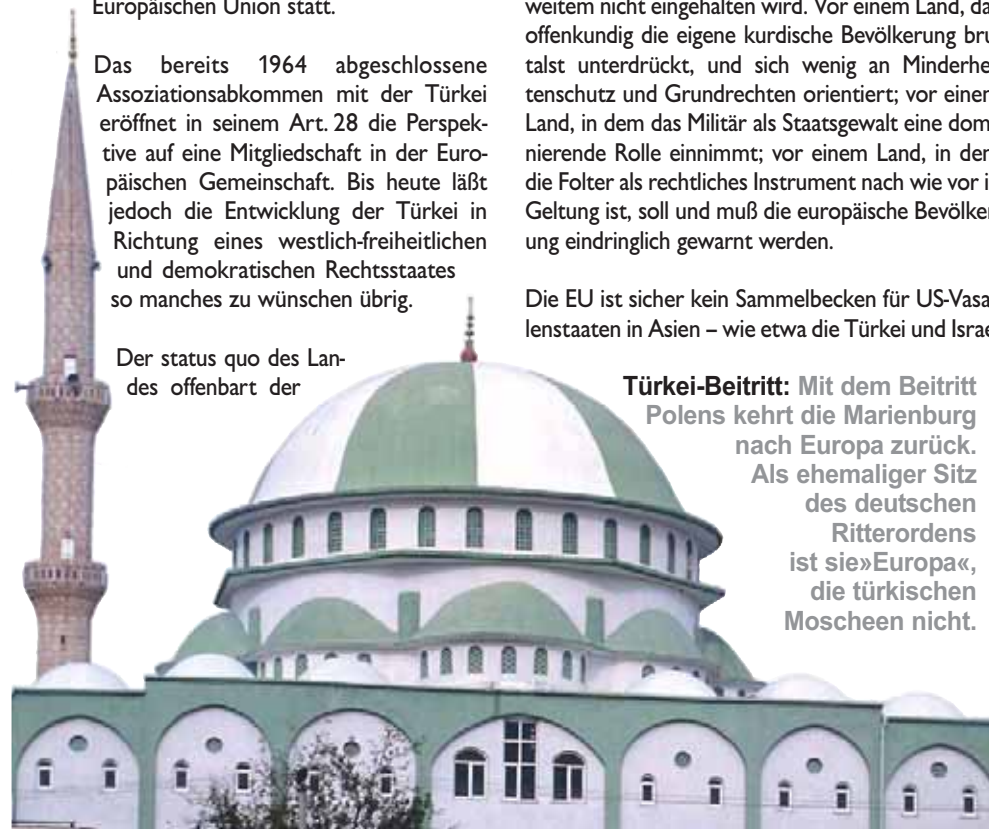 Europäischen Union statt.
Das bereits 1964 abgeschlossene
Assoziationsabkommen mit der Türkei
eröffnet in seinem Art. 28 die Perspek-
tive auf eine Mitgliedschaft in der Euro-
päischen Gemeinschaft. Bis heute läßt
jedoch die Entwicklung der Türkei in
Richtung eines westlich-freiheitlichen
und demokratischen Rechtsstaates
so manches zu wünschen übrig.
Der status quo des Lan-
des offenbart der
weitem nicht eingehalten wird. Vor einem Land, da
offenkundig die eigene kurdische Bevölkerung bru
talst unterdrückt, und sich wenig an Minderhe
tenschutz und Grundrechten orientiert; vor einer
Land, in dem das Militär als Staatsgewalt eine dom
nierende Rolle einnimmt; vor einem Land, in der
die Folter als rechtliches Instrument nach wie vor i
Geltung ist, soll und muß die europäische Bevölker
ung eindringlich gewarnt werden.
Die EU ist sicher kein Sammelbecken für US-Vasa
lenstaaten in Asien – wie etwa die Türkei und Israe
Türkei-Beitritt: Mit dem Beitritt
Polens kehrt die Marienburg
nach Europa zurück.
Als ehemaliger Sitz
des deutschen
Ritterordens
ist sie»Europa«,
die türkischen
Moscheen nicht.